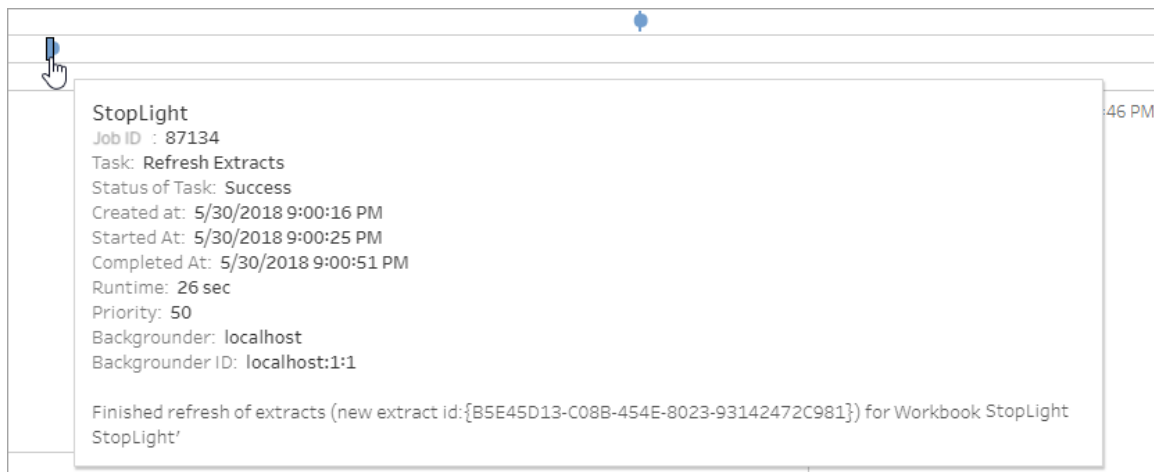 StopLight
:46 PM
Job ID : 87134
Task: Refresh Extracts
Status of Task: Success
Created at: 5/30/2018 9:00:16 PM
Started At: 5/30/2018 9:00:25 PM
Completed At: 5/30/2018 9:00:51 PM
Runtime: 26 sec
Priority: 50
Backgrounder: localhost
Backgrounder ID: localhost:1:1
Finished refresh of extracts (new extract id:{B5E45D13-C08B-454E-8023-93142472C981}) for Workbook StopLight
StopLight’